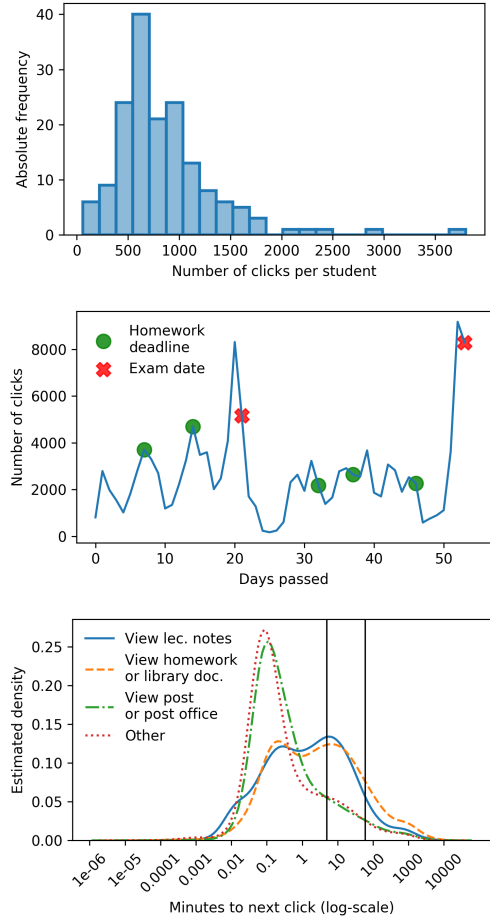 40
30
20
10
0
Absolute frequency
0 500 1000 1500 2000 2500 3000 3500
Number of clicks per student
8000
6000
4000
2000
0
Number of clicks
Homework
deadline
Exam date
0 10 20 30 40 50
Days passed
0.25
0.20
0.15
0.10
0.05
0.00
Estimated density
View lec. notes
View homework
or library doc.
View post
or post office
Other
1e-06 1e-05 0.0001 0.001 0.01 0.1 1 10 100 1000 10000
Minutes to next click (log-scale)